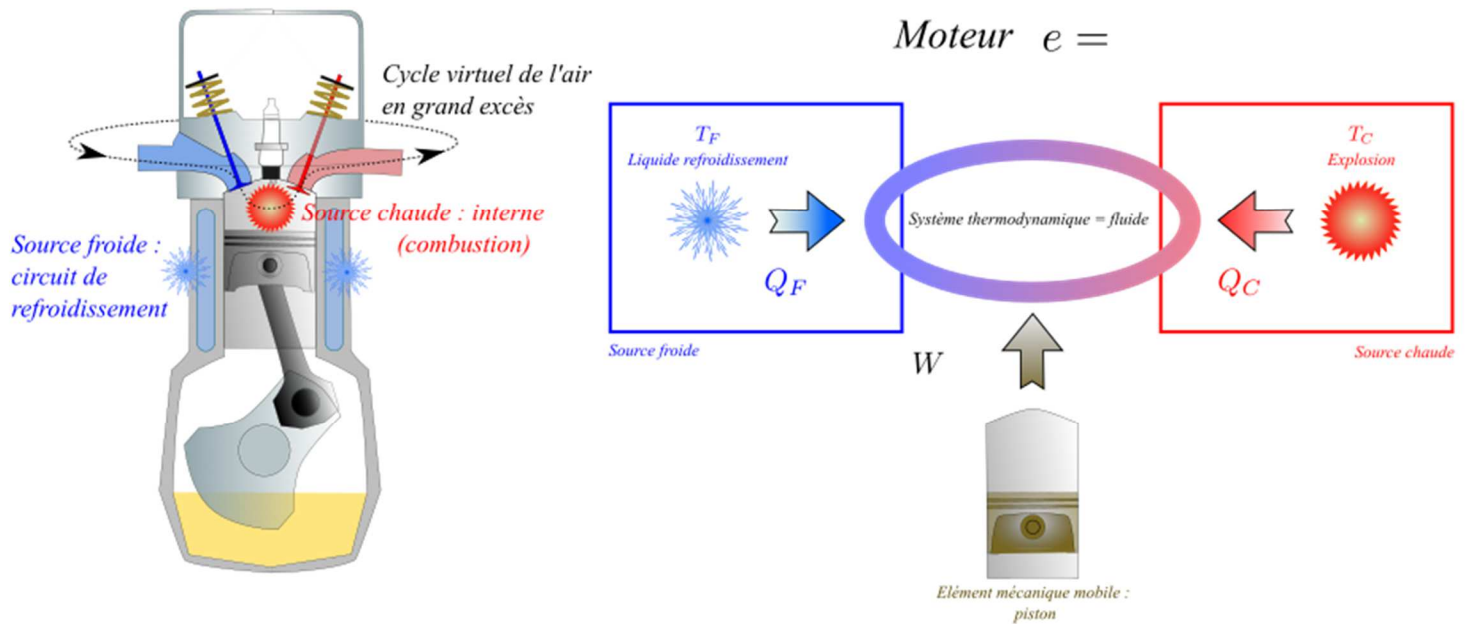 Moteur e =
Cycle virtuel de l'air
en grand excès
Source chaude : interne
(combustion)
Source froide :
circuit de
refroidissement
T_F
Liquide refroidissement
Q_F
Source froide
Système thermodynamique = fluide
T_C
Explosion
Q_C
Source chaude
W
Elément mécanique mobile :
piston